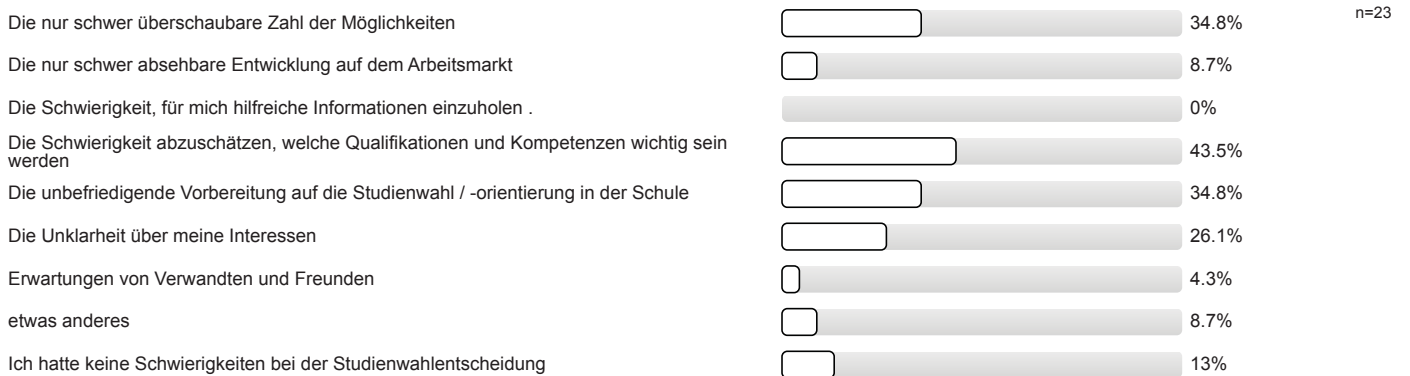 Die nur schwer überschaubare Zahl der Möglichkeiten 34.8% n=23
Die nur schwer absehbare Entwicklung auf dem Arbeitsmarkt 8.7%
Die Schwierigkeit, für mich hilfreiche Informationen einzuholen . 0%
Die Schwierigkeit abzuschätzen, welche Qualifikationen und Kompetenzen wichtig sein
werden 43.5%
Die unbefriedigende Vorbereitung auf die Studienwahl / -orientierung in der Schule 34.8%
Die Unklarheit über meine Interessen 26.1%
Erwartungen von Verwandten und Freunden 4.3%
etwas anderes 8.7%
Ich hatte keine Schwierigkeiten bei der Studienwahlentscheidung 13%